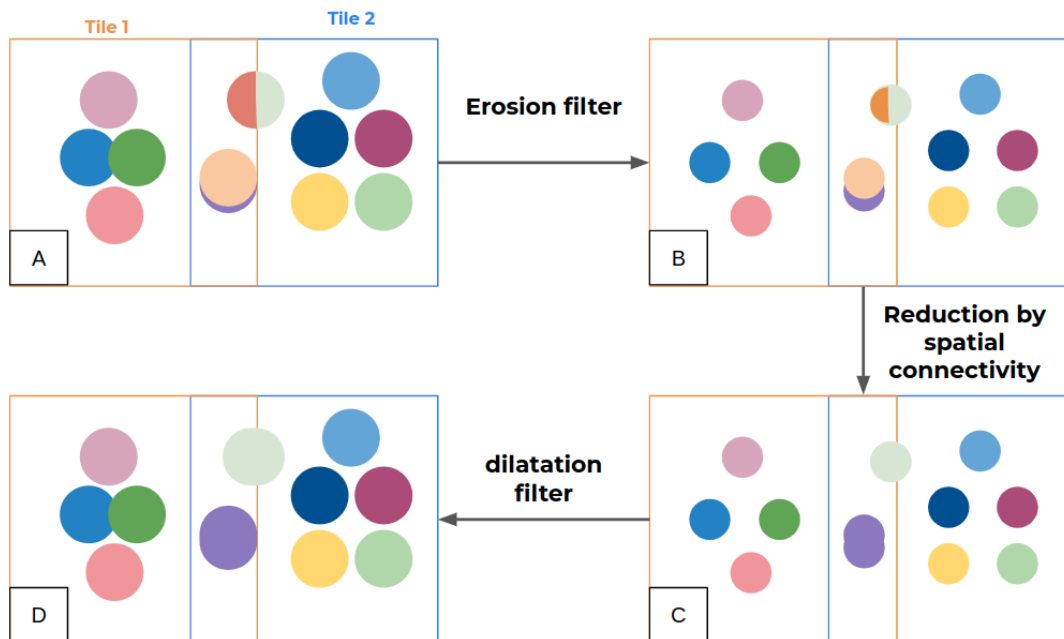 Tile 1
Tile 2
A
Erosion filter
B
Reduction by
spatial
connectivity
D
dilatation
filter
C